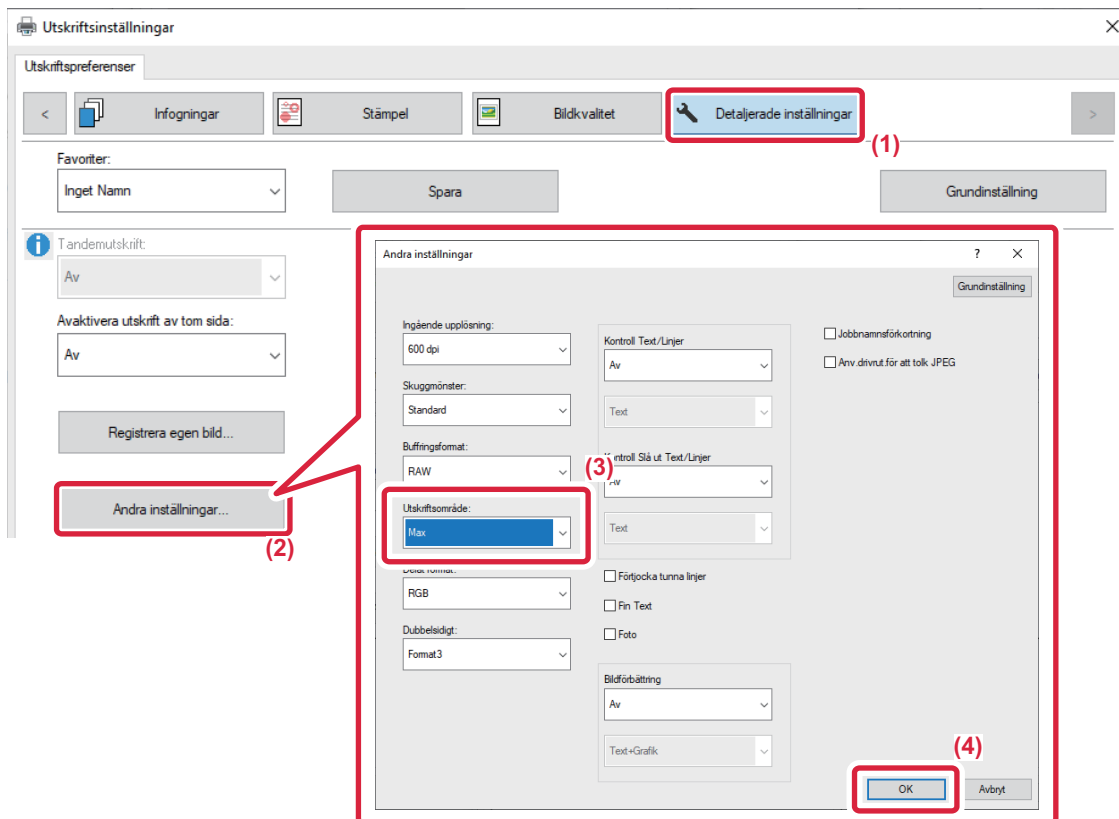 Utskriftsinställningar
Utskriftspreferenser
< Infogningar Stämpel Bildkvalitet Detaljerade inställningar >
(1)
Favoriter:
Inget Namn Spara Grundinställning
Tandemutskrift:
Av
Avaktivera utskrift av tom sida:
Av
Registrera egen bild...
Andra inställningar...
(2)
Andra inställningar ?
Grundinställning
Ingående upplösning:
600 dpi
Skuggmönster:
Standard
Buffringsformat:
RAW
(3)
Utskriftsområde:
Max
Delat format:
RGB
Dubbelsidigt:
Format3
Kontroll Text/Linjer
Av
Text
Kontroll Slå ut Text/Linjer
Av
Text
Förtjocka tunna linjer
Fin Text
Foto
Bildförbättring
Av
Text+Grafik
Jobbnamnsförkortning
Anv.drivrut.för att tolk JPEG
(4)
OK Avbryt